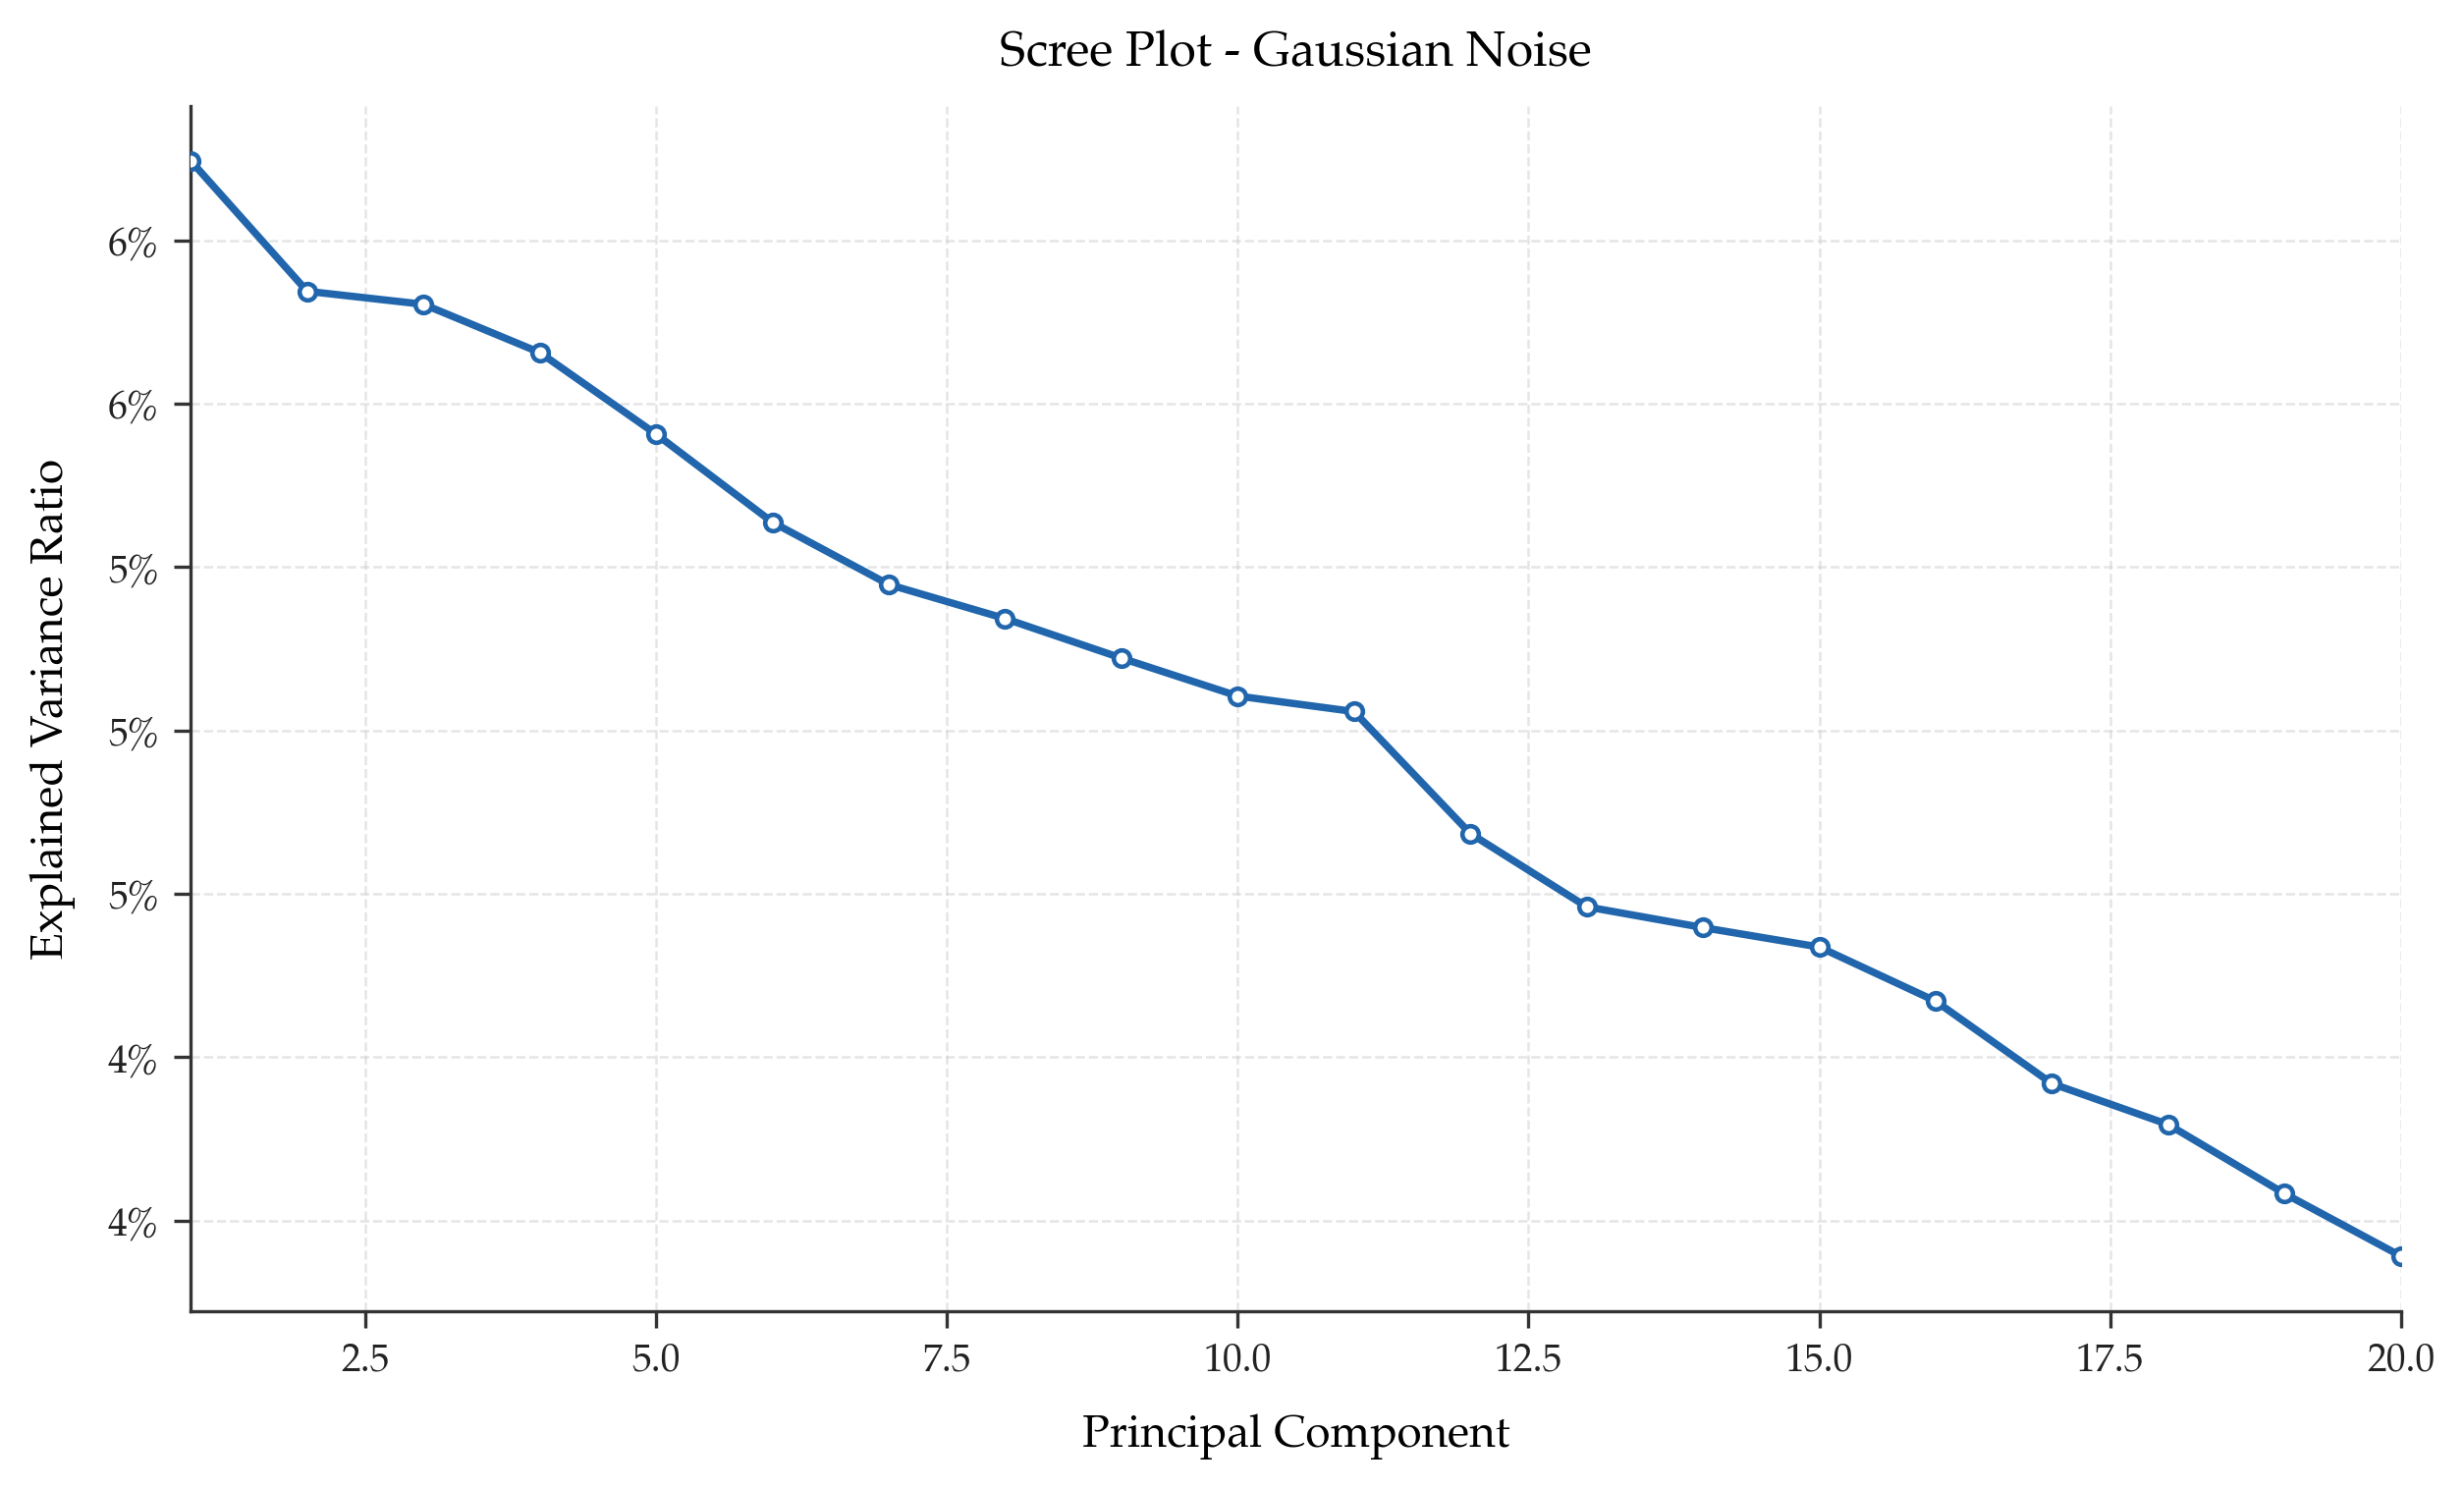 Scree Plot - Gaussian Noise
6%
6%
5%
5%
5%
4%
4%
Explained Variance Ratio
2.5 5.0 7.5 10.0 12.5 15.0 17.5 20.0
Principal Component